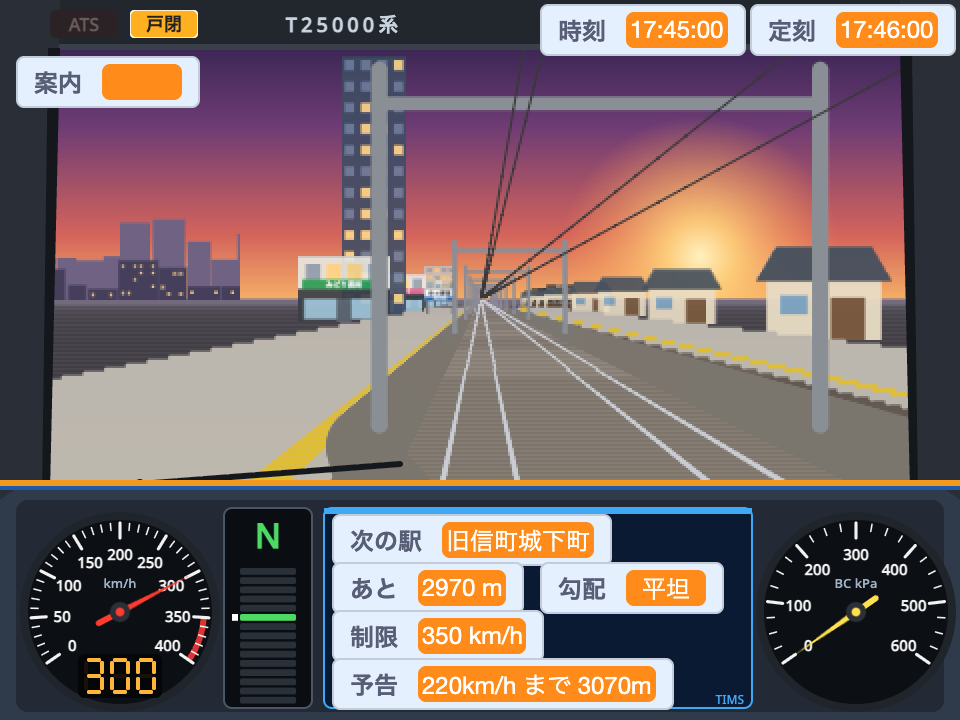 ATS
戸閉
T25000系
時刻 17:45:00
定刻 17:46:00
案内
150 200 250
100 km/h 300
50 350
0 400
300
N
次の駅 旧信町城下町
あと 2970 m
勾配 平坦
制限 350 km/h
予告 220km/h まで 3070m
TIMS
300
200 400
BC kPa
100 500
0 600